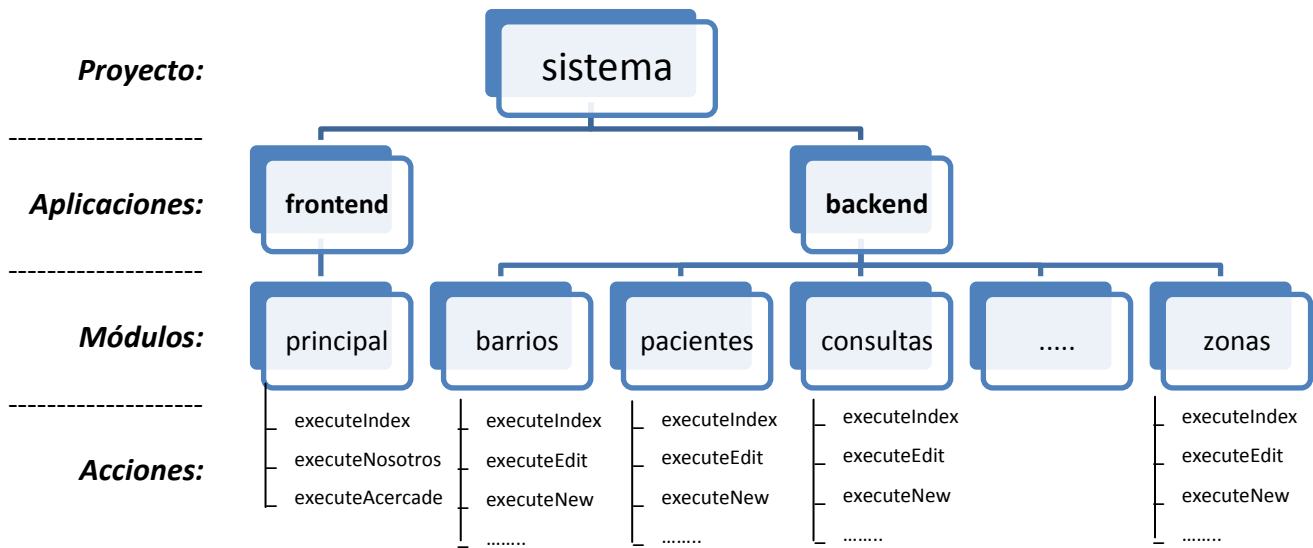 Proyecto:
sistema
--------------------
Aplicaciones:
frontend
backend
--------------------
Módulos:
principal
barrios
pacientes
consultas
.....
zonas
--------------------
Acciones:
_ executeIndex
_ executeNosotros
_ executeAcercade
_ executeIndex
_ executeEdit
_ executeNew
_ ........
_ executeIndex
_ executeEdit
_ executeNew
_ ........
_ executeIndex
_ executeEdit
_ executeNew
_ ........
_ executeIndex
_ executeEdit
_ executeNew
_ ........